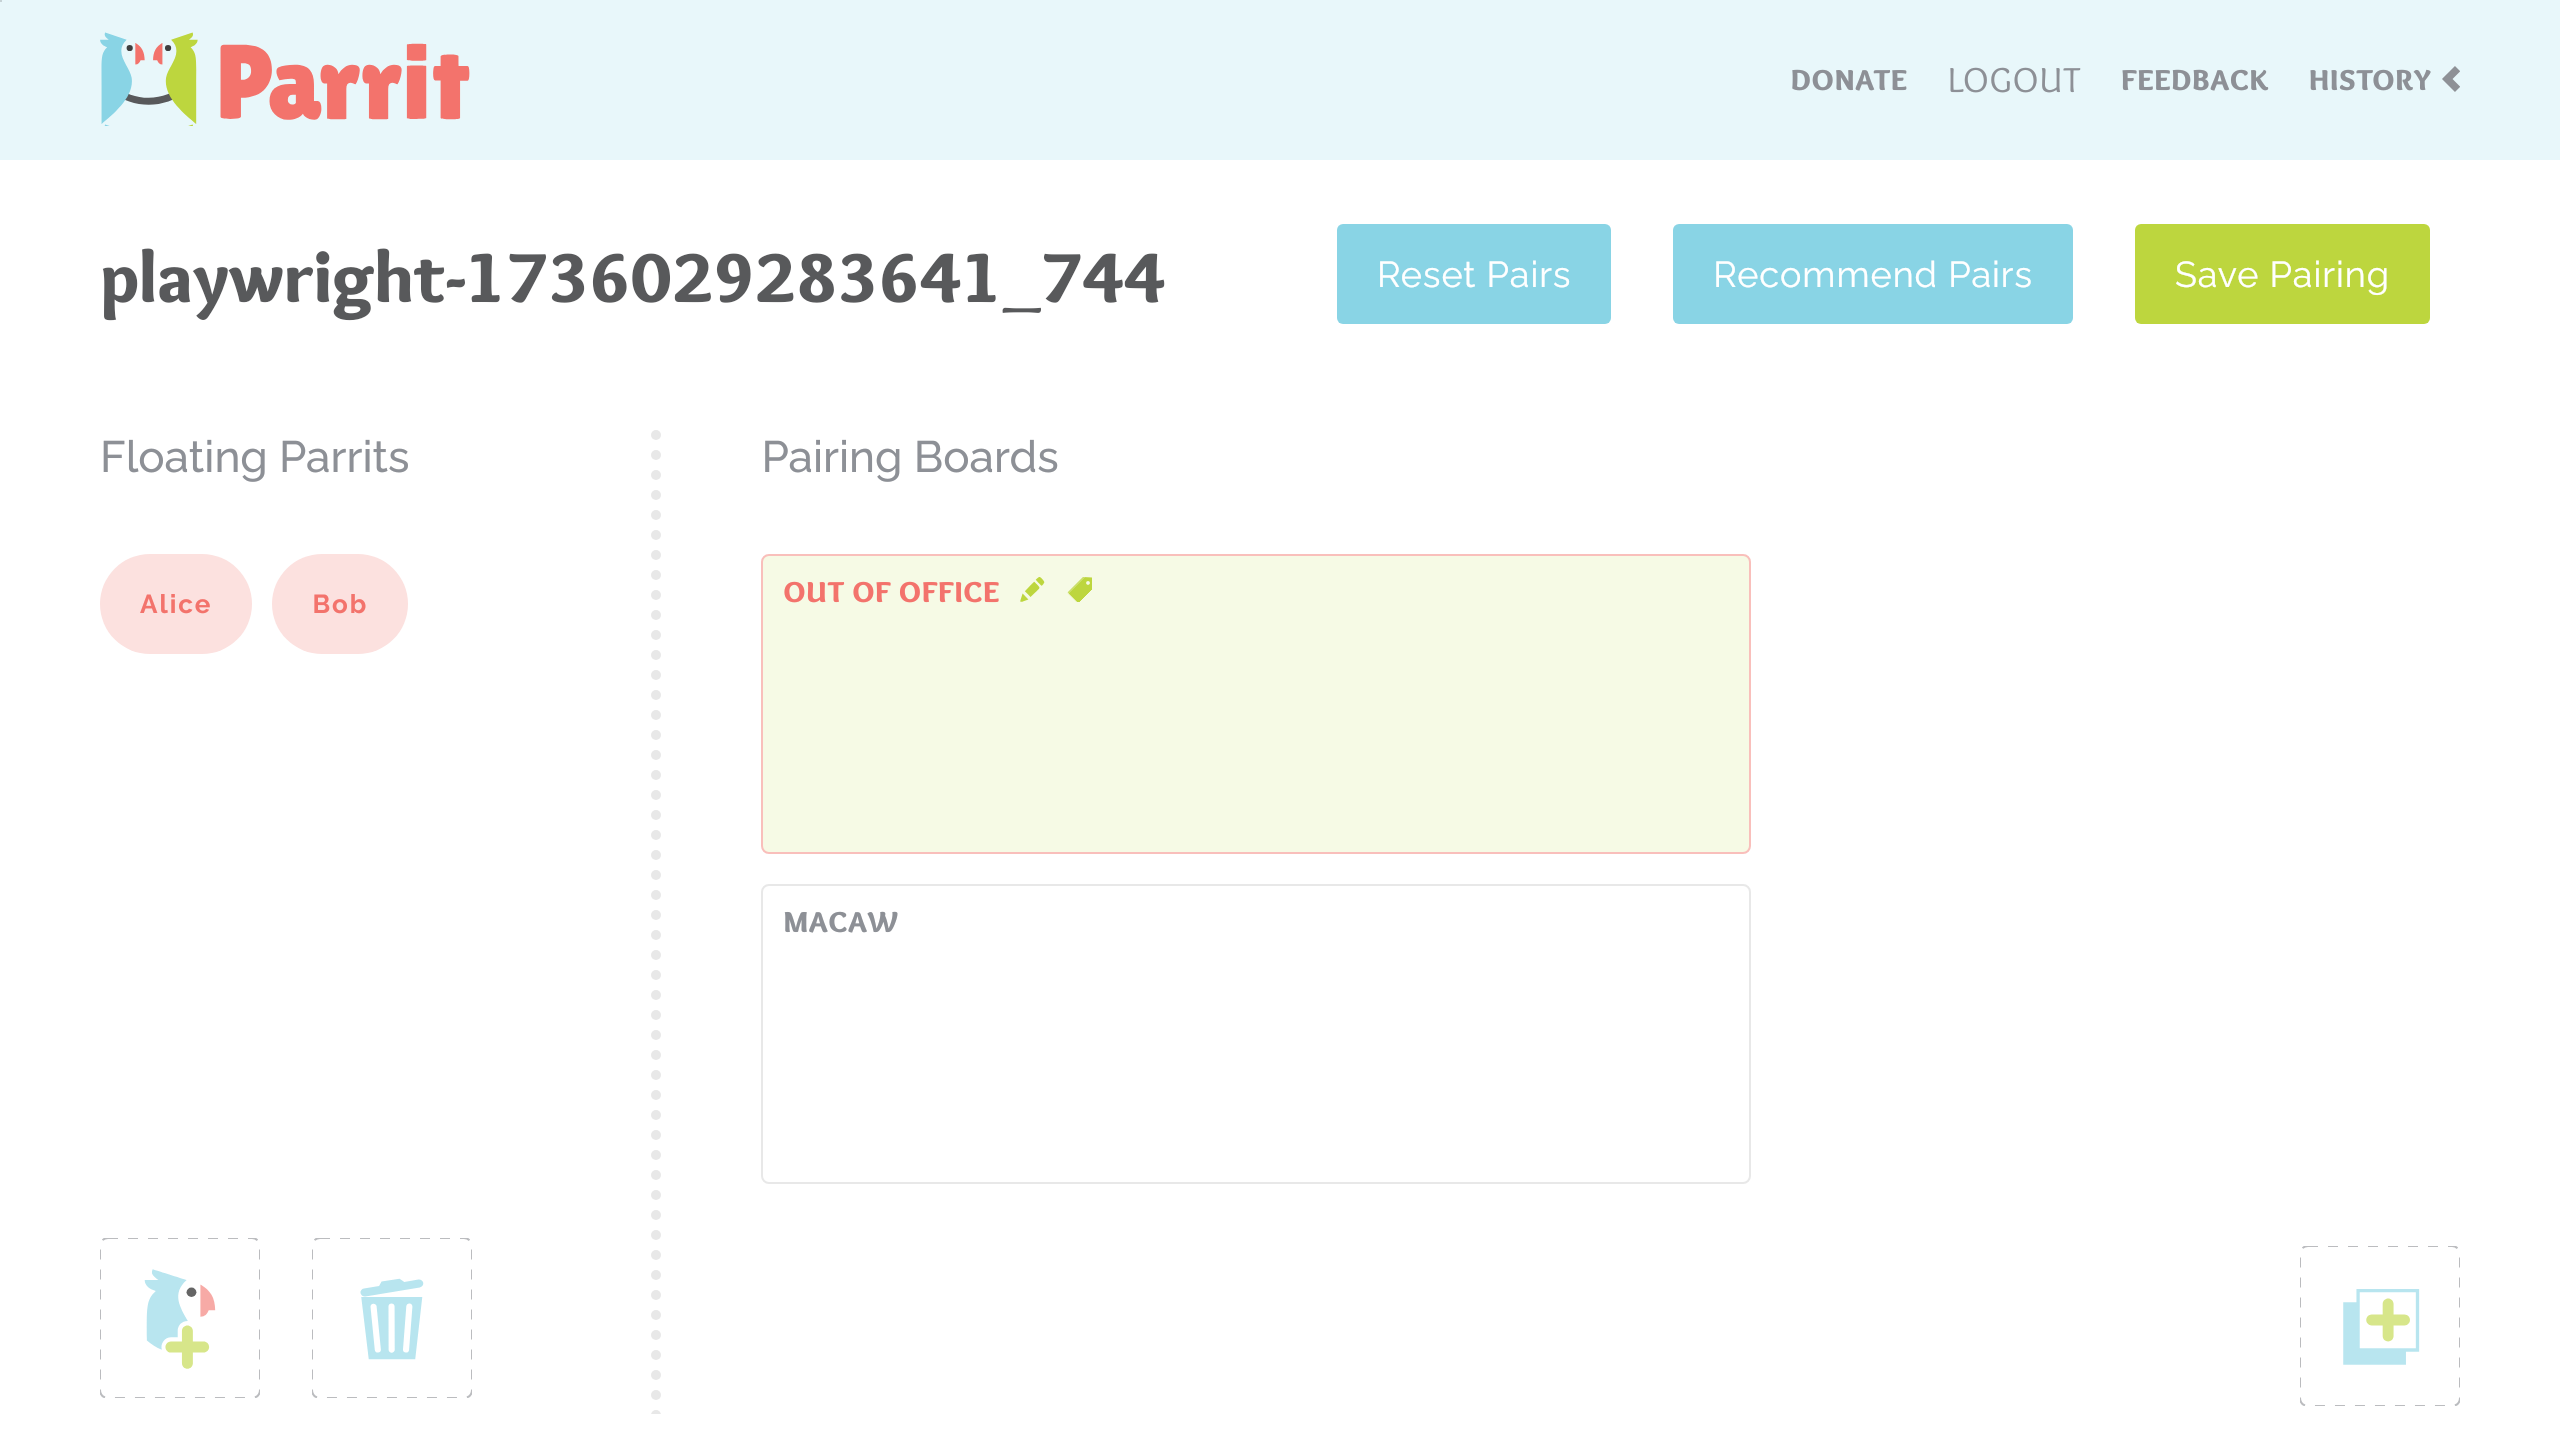 Parrit
DONATE LOGOUT FEEDBACK HISTORY
playwright-1736029283641_744
Reset Pairs
Recommend Pairs
Save Pairing
Floating Parrits
Pairing Boards
Alice
Bob
OUT OF OFFICE
MACAW